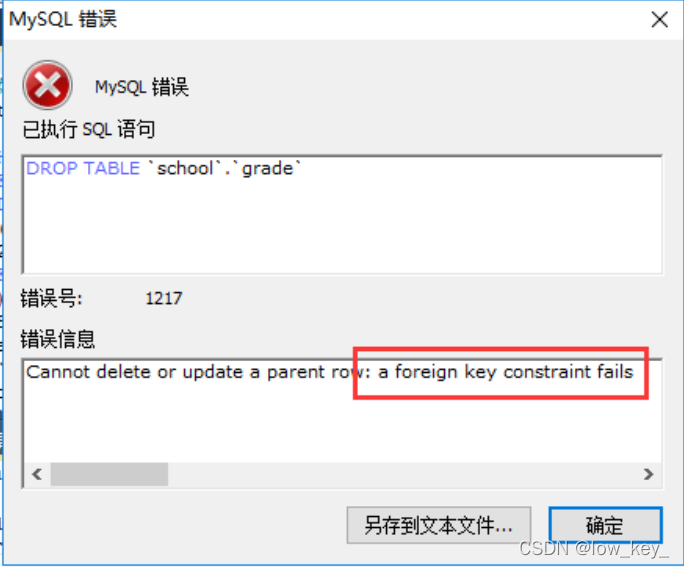 MySQL 错误
MySQL 错误
已执行 SQL 语句
DROP TABLE `school`.`grade`
错误号: 1217
错误信息
Cannot delete or update a parent row: a foreign key constraint fails
另存到文本文件... 确定
CSDN @low_key_